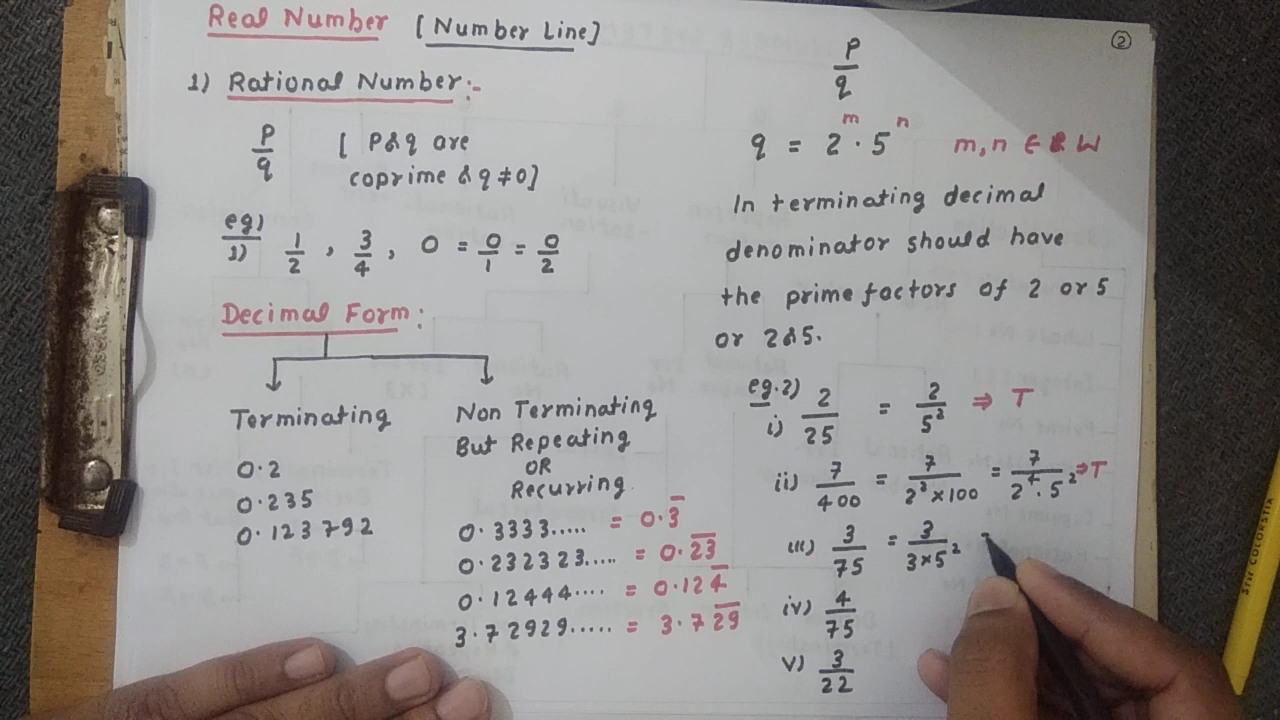 Real Number [Number Line]
1) Rational Number:-
P/q [P&q are
coprime & q≠0]
eg)
1) 1/2, 3/4, 0 = 0/1 = 0/2
Decimal Form:
Terminating
0.2
0.235
0.123792
Non Terminating
But Repeating
OR
Recurring
0.3333..... = 0.3̅
0.232323..... = 0.2̅3̅
0.12444.... = 0.124̅
3.72929..... = 3.72̅9̅
2
P/q
q = 2^m . 5^n m,n ∈ W
In terminating decimal
denominator should have
the prime factors of 2 or 5
or 2&5.
eg.2)
i) 2/25 = 2/5² ⇒ T
ii) 7/400 = 7/2²×100 = 7/2⁴.5² ⇒T
iii) 3/75 = 3/3×5²
iv) 4/75
v) 3/22
STIC COLORSTIX